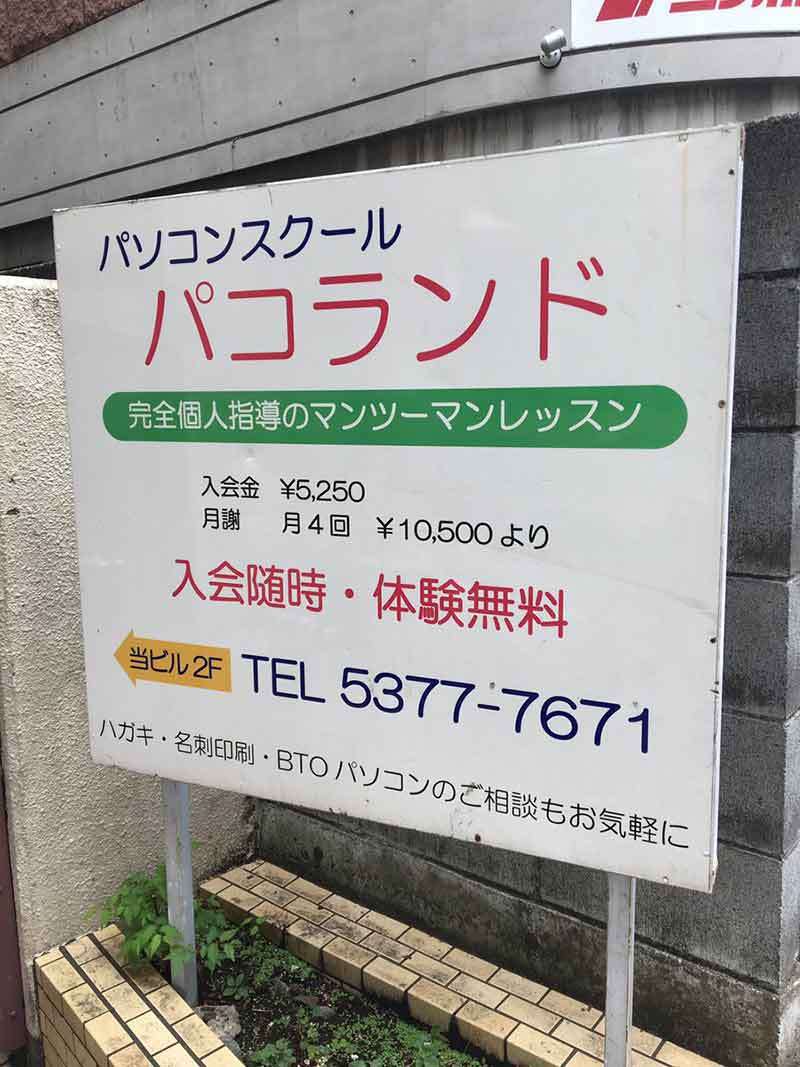 パソコンスクール
パコランド
完全個人指導のマンツーマンレッスン
入会金 ¥5,250
月謝 月4回 ¥10,500より
入会随時・体験無料
当ビル2F TEL 5377-7671
ハガキ・名刺印刷・BTOパソコンのご相談もお気軽に